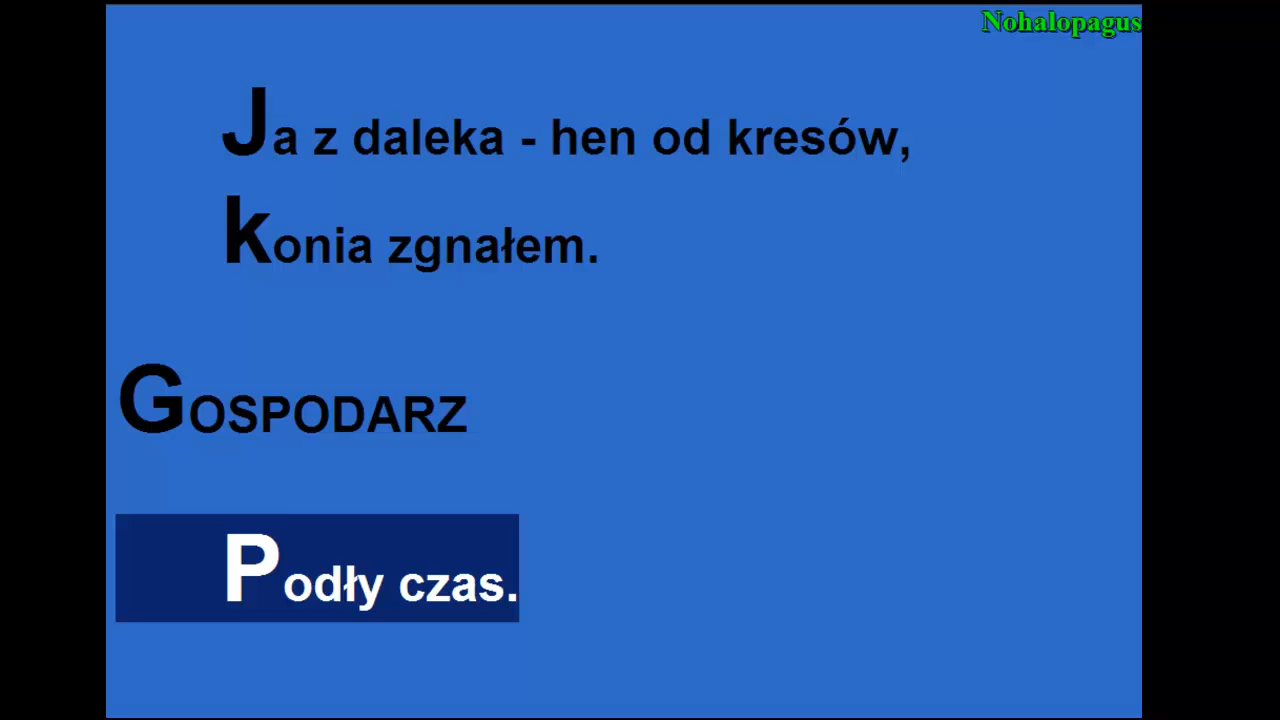 Nohalopagus
Ja z daleka - hen od kresów,
konia zgnałem.
GOSPODARZ
Podły czas.